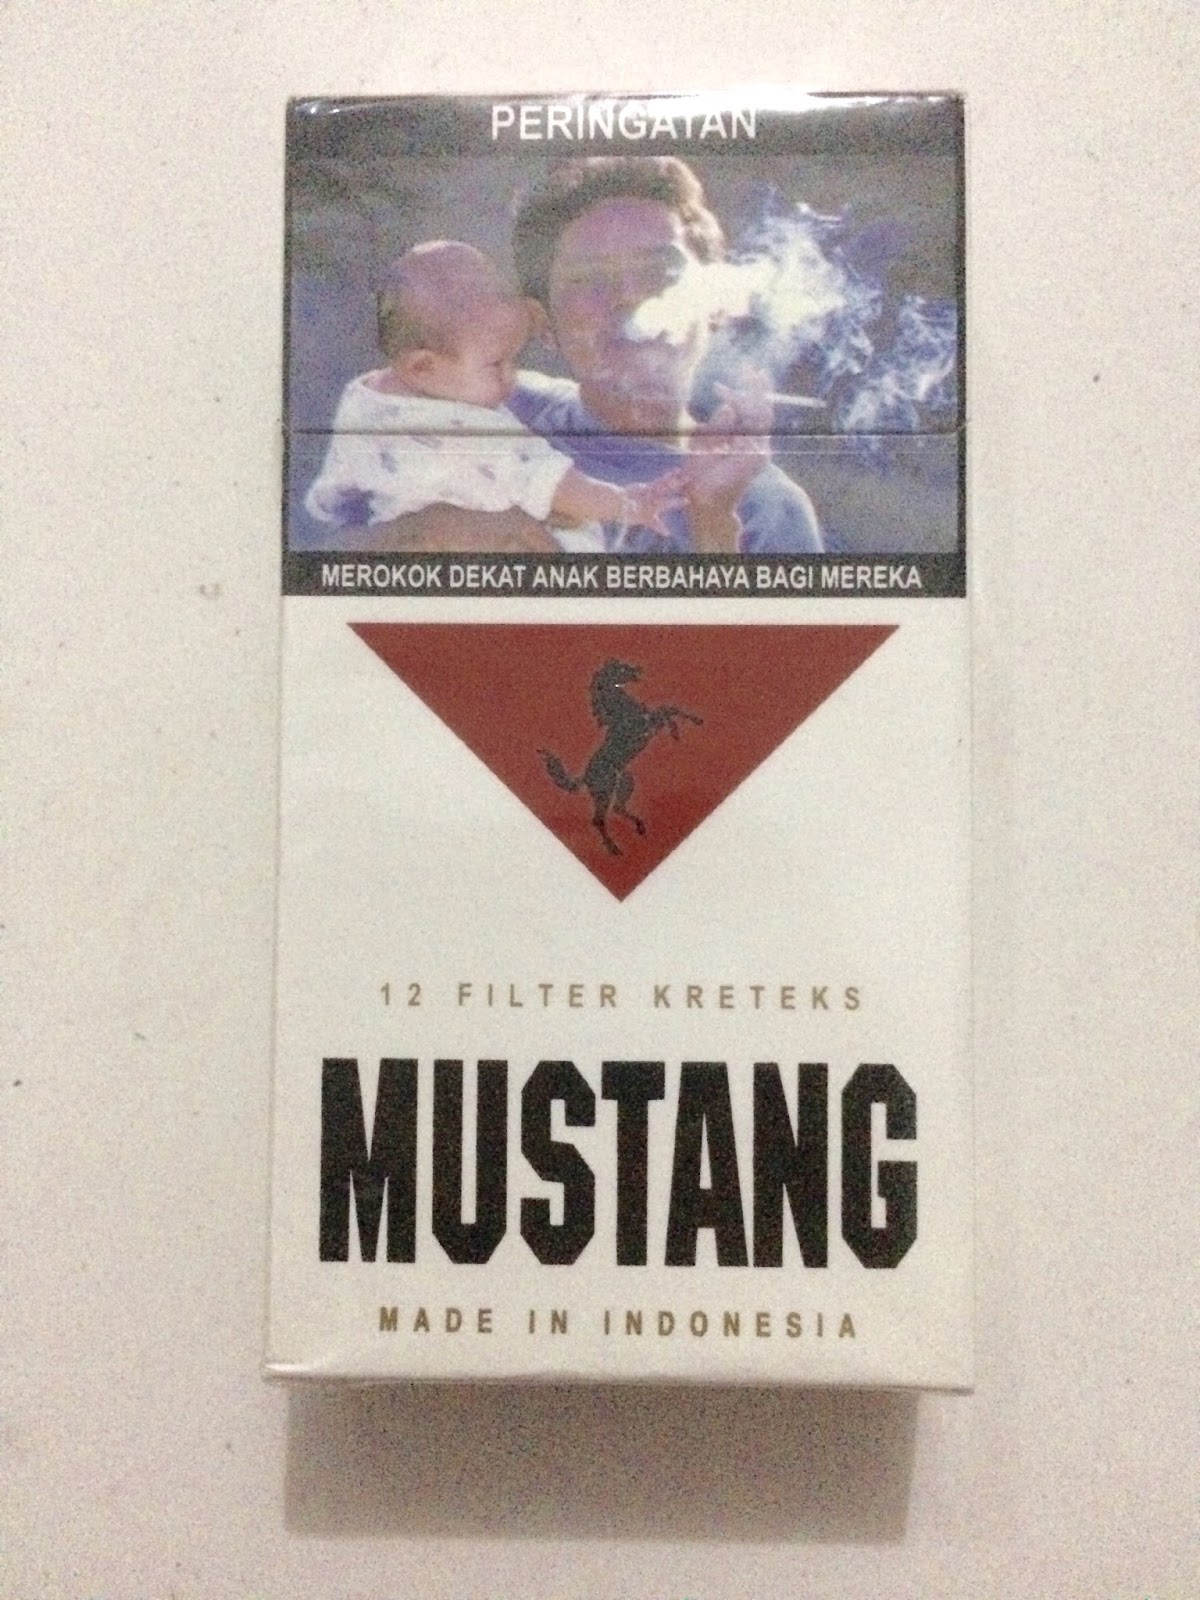 PERINGATAN
MEROKOK DEKAT ANAK BERBAHAYA BAGI MEREKA
12 FILTER KRETEKS
MUSTANG
MADE IN INDONESIA